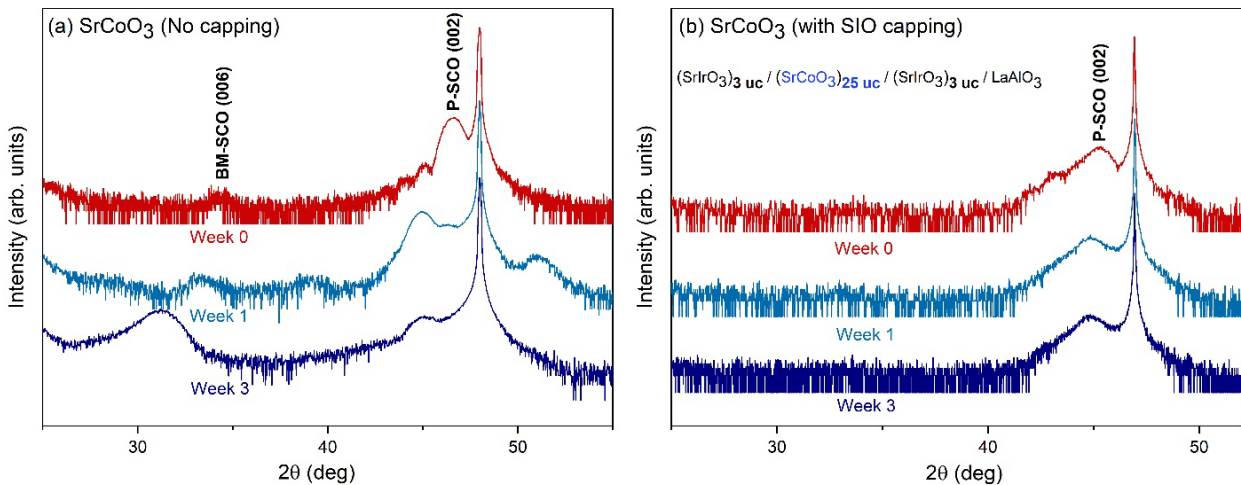 (a) SrCoO3 (No capping)
BM-SCO (006)
P-SCO (002)
Week 0
Week 1
Week 3
Intensity (arb. units)
30
40
50
2θ (deg)
(b) SrCoO3 (with SIO capping)
(SrIrO3)3 uc / (SrCoO3)25 uc / (SrIrO3)3 uc / LaAlO3
P-SCO (002)
Week 0
Week 1
Week 3
Intensity (arb. units)
30
40
50
2θ (deg)